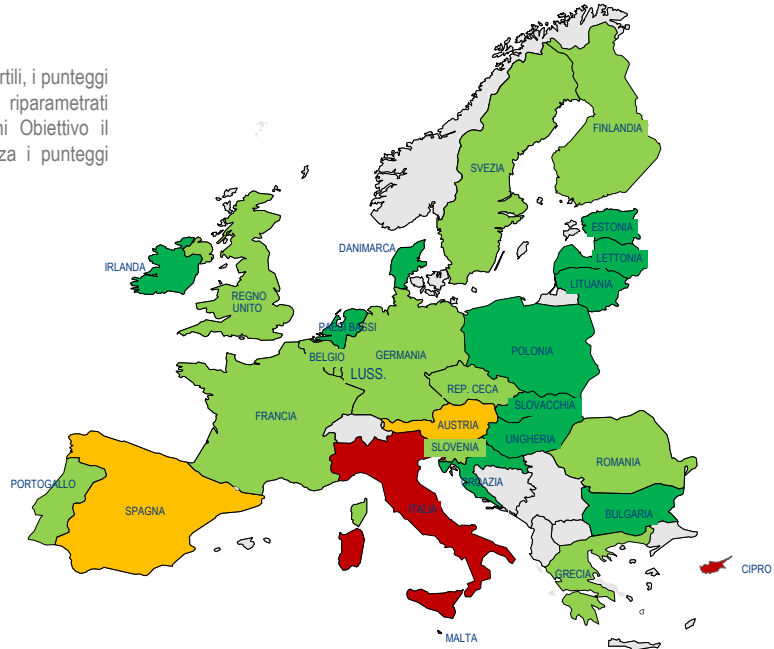 rtili, i punteggi
riparametrati
ni Obiettivo il
za i punteggi
FINLANDIA
SVEZIA
ESTONIA
DANIMARCA
LETTONIA
IRLANDA
LITUANIA
REGNO
UNITO
PAESI BASSI
BELGIO
GERMANIA
POLONIA
LUSS.
REP. CECA
SLOVACCHIA
FRANCIA
AUSTRIA
UNGHERIA
SLOVENIA
ROMANIA
PORTOGALLO
CROAZIA
SPAGNA
ITALIA
BULGARIA
GRECIA
CIPRO
MALTA